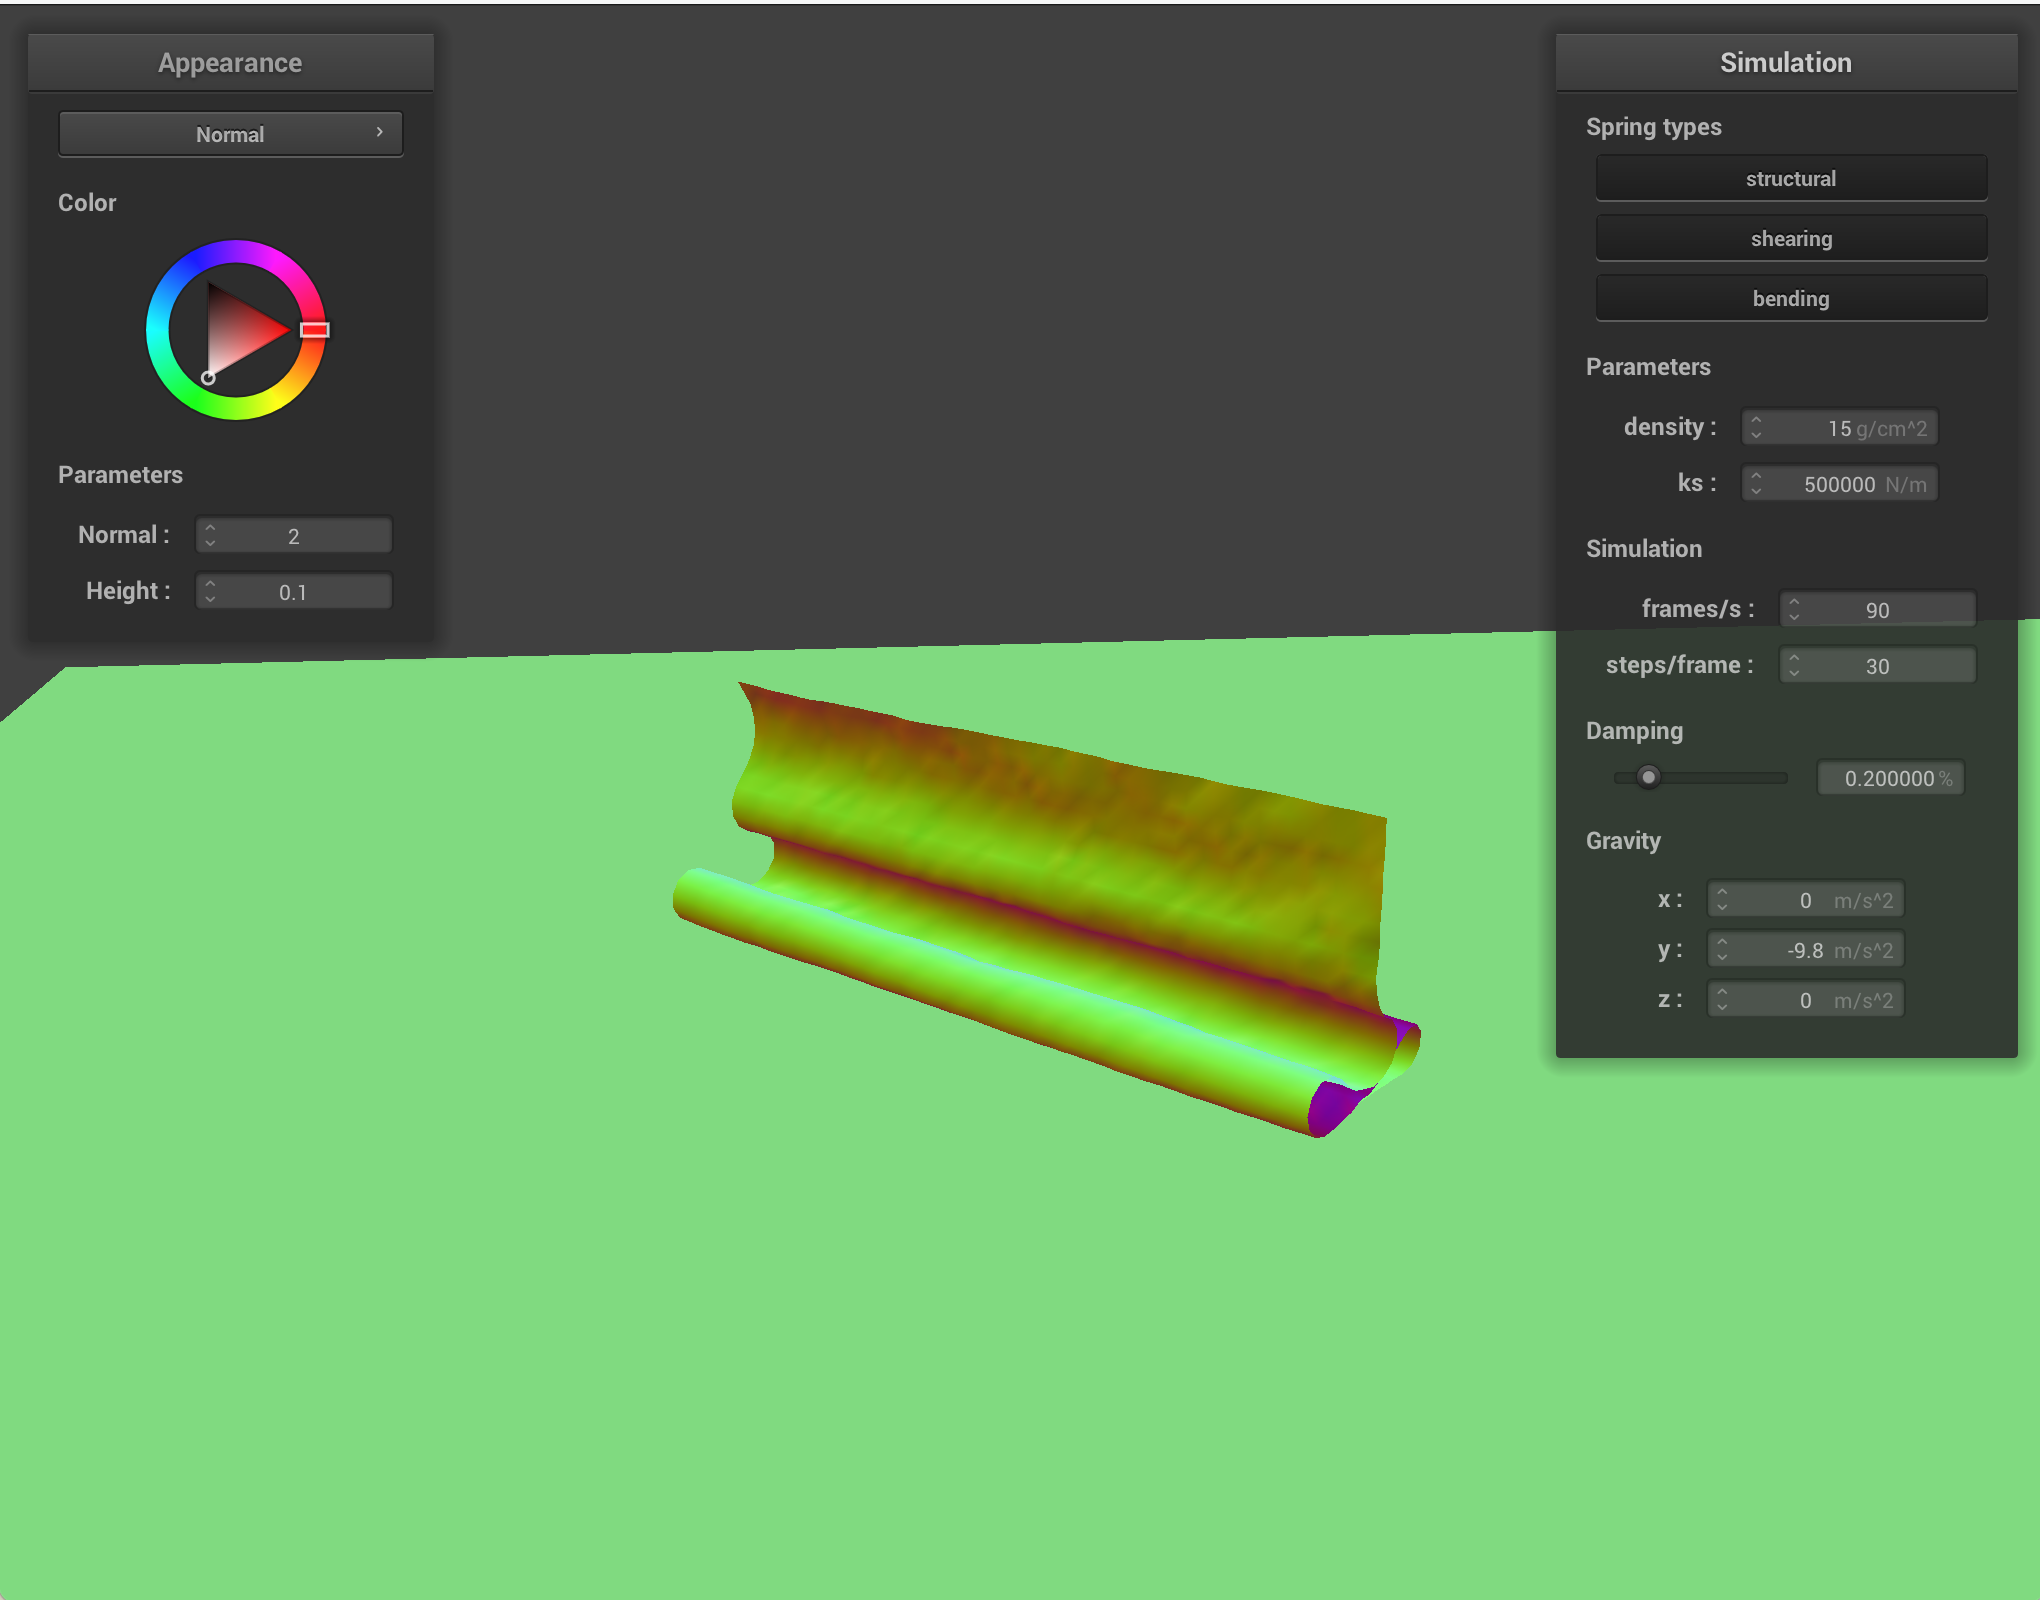 Appearance
Normal
Color
Parameters
Normal : 2
Height : 0.1
Simulation
Spring types
structural
shearing
bending
Parameters
density : 15 g/cm^2
ks : 500000 N/m
Simulation
frames/s : 90
steps/frame : 30
Damping
0.200000 %
Gravity
x : 0 m/s^2
y : -9.8 m/s^2
z : 0 m/s^2